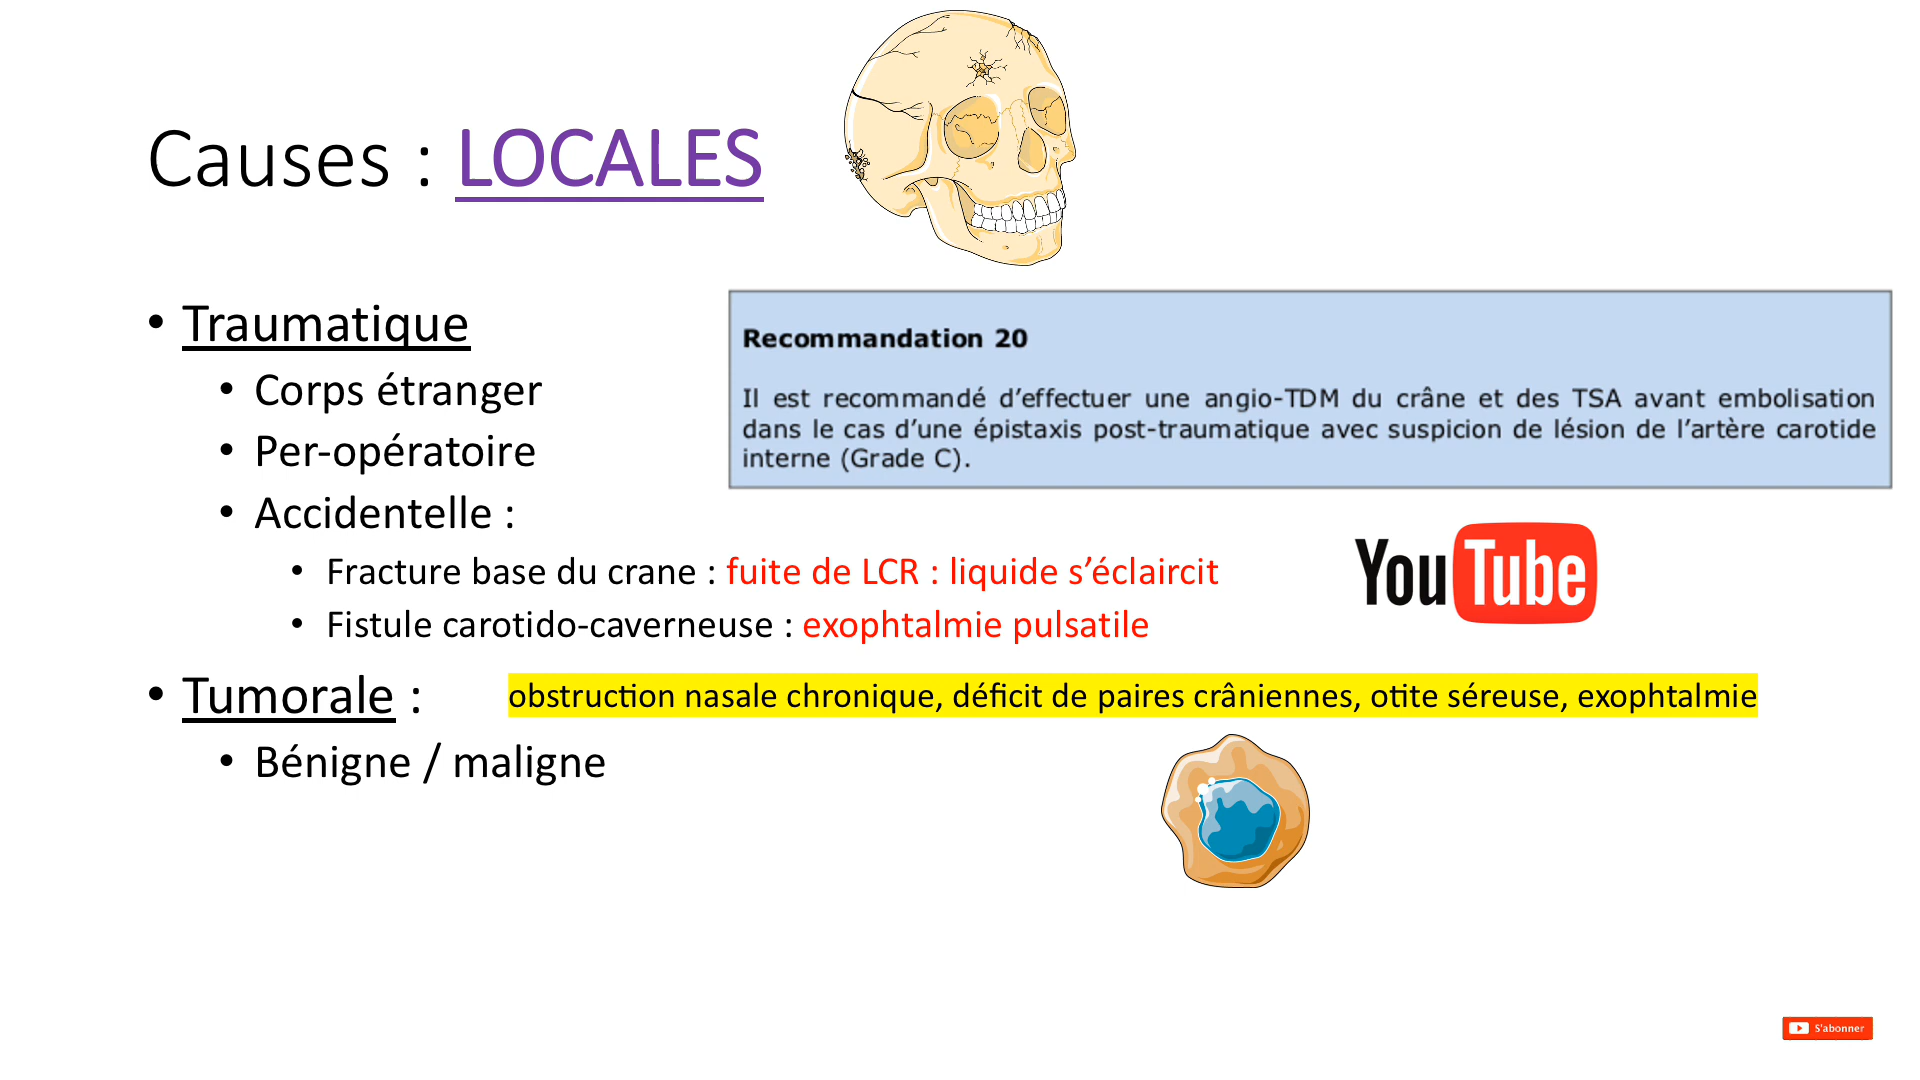 Causes : LOCALES
• Traumatique
• Corps étranger
• Per-opératoire
• Accidentelle :
• Fracture base du crane : fuite de LCR : liquide s’éclaircit
• Fistule carotido-caverneuse : exophtalmie pulsatile
Recommandation 20
Il est recommandé d’effectuer une angio-TDM du crâne et des TSA avant embolisation
dans le cas d’une épistaxis post-traumatique avec suspicion de lésion de l’artère carotide
interne (Grade C).
YouTube
• Tumorale : obstruction nasale chronique, déficit de paires crâniennes, otite séreuse, exophtalmie
• Bénigne / maligne
S'abonner